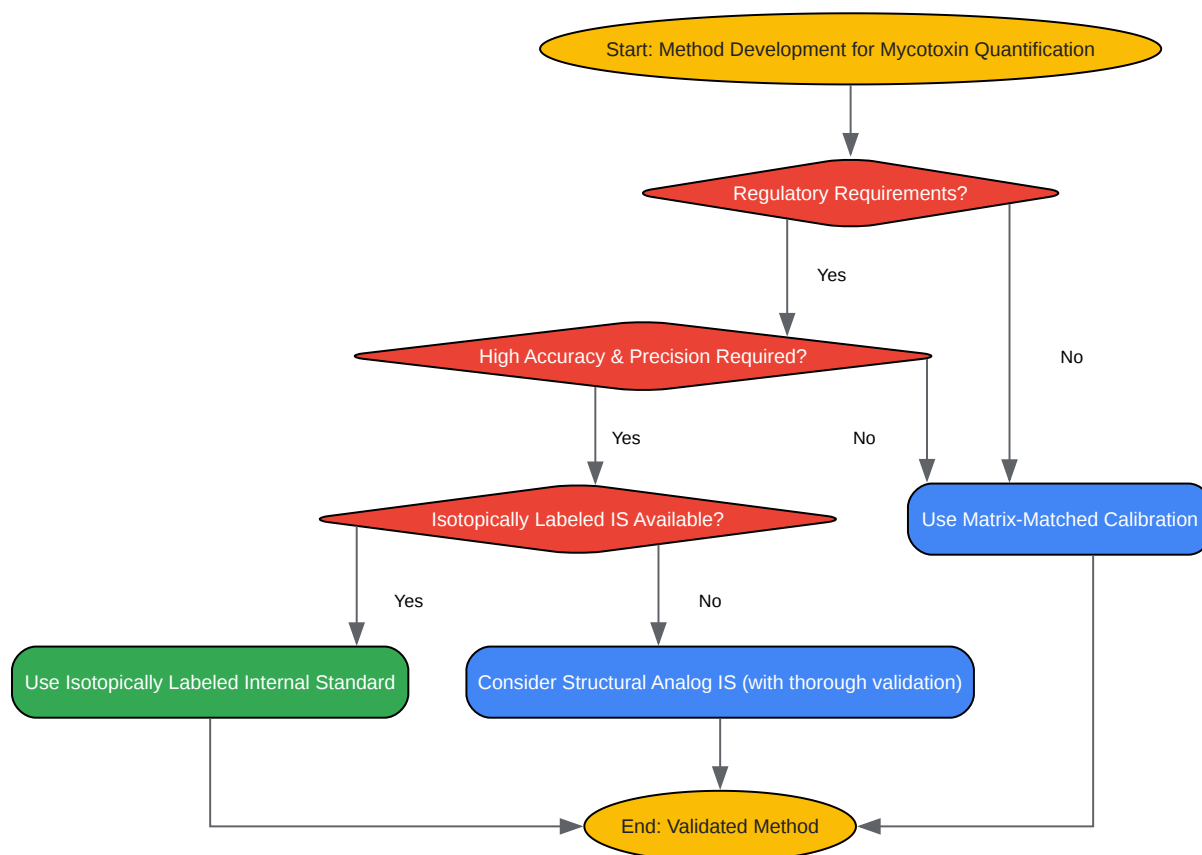 Start: Method Development for Mycotoxin Quantification
Regulatory Requirements?
Yes
High Accuracy & Precision Required?
No
Yes
No
Isotopically Labeled IS Available?
Use Matrix-Matched Calibration
Yes
No
Use Isotopically Labeled Internal Standard
Consider Structural Analog IS (with thorough validation)
End: Validated Method